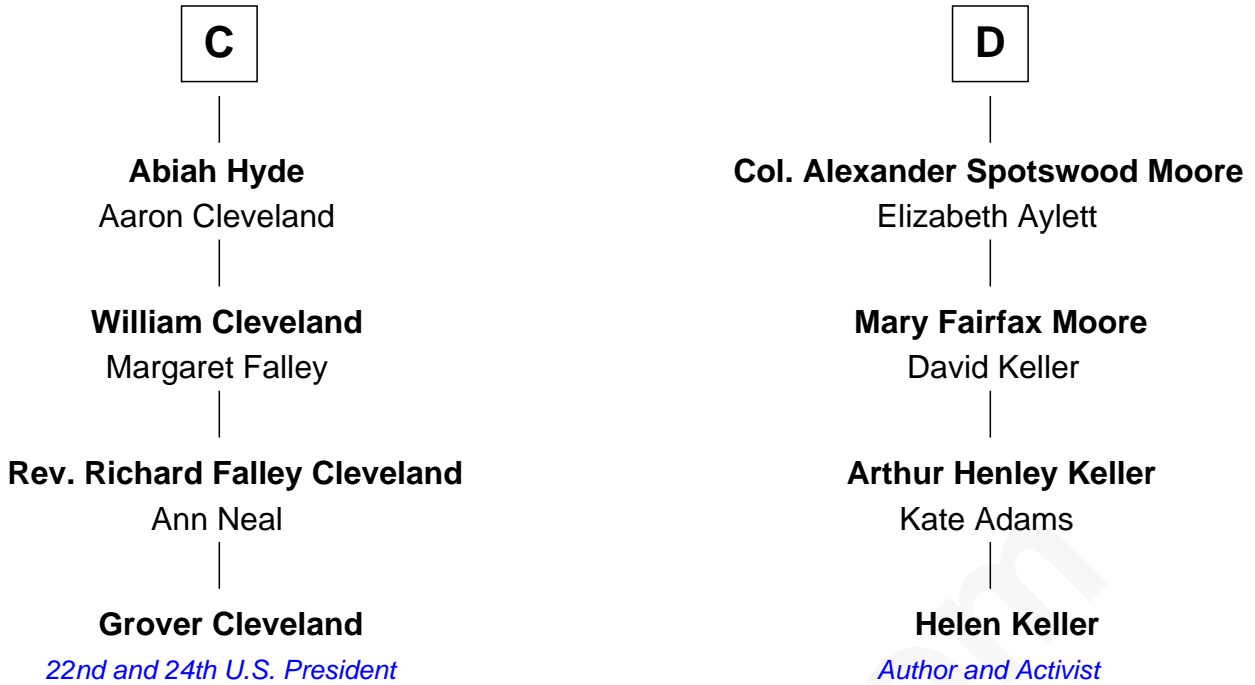 C
Abiah Hyde
Aaron Cleveland
William Cleveland
Margaret Falley
Rev. Richard Falley Cleveland
Ann Neal
Grover Cleveland
22nd and 24th U.S. President
D
Col. Alexander Spotswood Moore
Elizabeth Aylett
Mary Fairfax Moore
David Keller
Arthur Henley Keller
Kate Adams
Helen Keller
Author and Activist